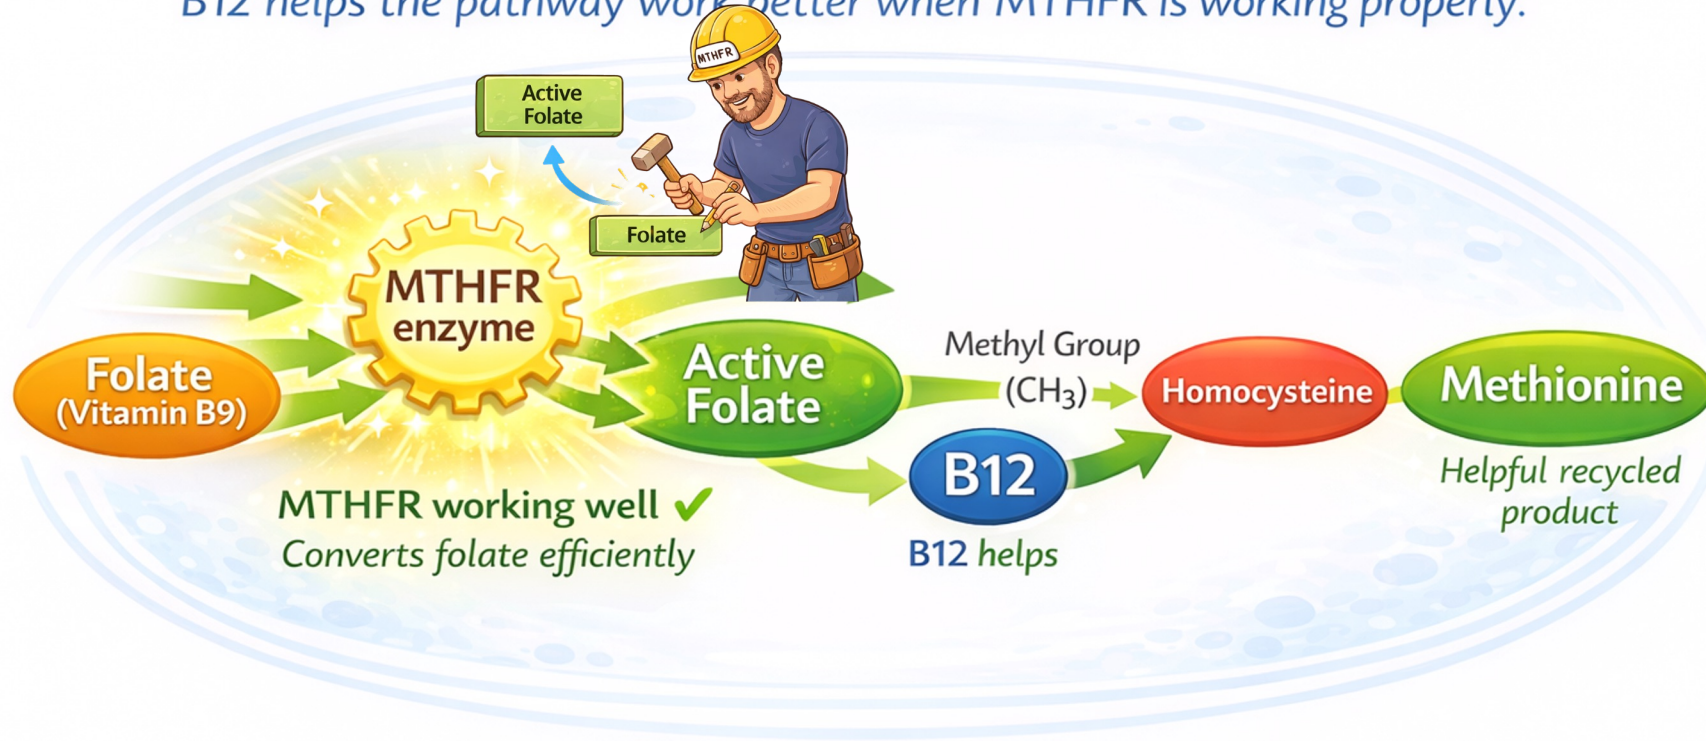 B12 helps the pathway work better when MTHFR is working properly.
MTHFR
Active
Folate
Folate
MTHFR
enzyme
Folate
(Vitamin B9)
Active
Folate
Methyl Group
(CH₃)
Homocysteine
Methionine
B12
Helpful recycled
product
MTHFR working well ✓
Converts folate efficiently
B12 helps